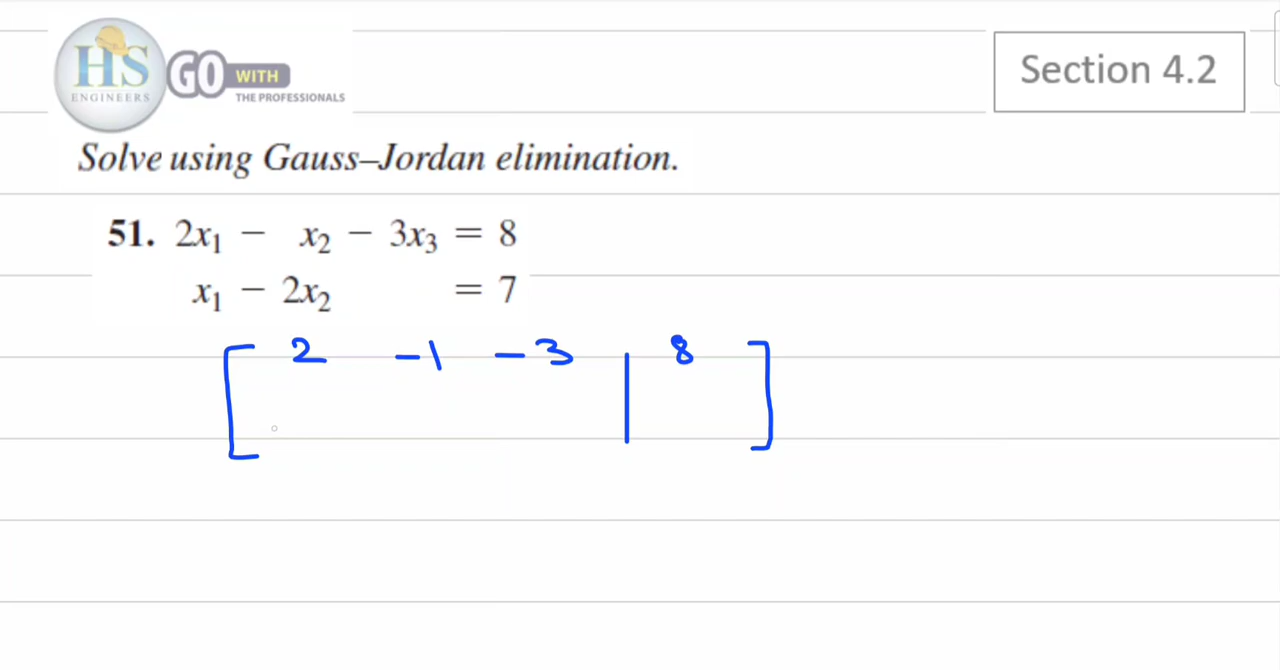 HS
ENGINEERS
GO WITH
THE PROFESSIONALS
Section 4.2
Solve using Gauss–Jordan elimination.
51. 2x₁ − x₂ − 3x₃ = 8
x₁ − 2x₂ = 7
[ 2 −1 −3 | 8 ]